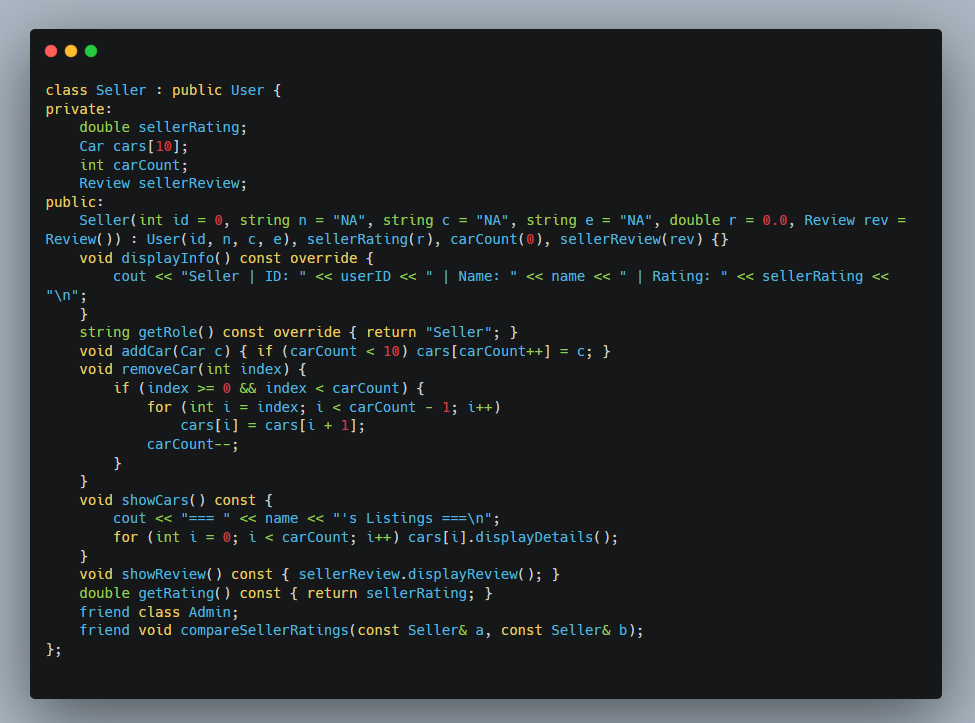 class Seller : public User {
private:
    double sellerRating;
    Car cars[10];
    int carCount;
    Review sellerReview;
public:
    Seller(int id = 0, string n = "NA", string c = "NA", string e = "NA", double r = 0.0, Review rev =
Review()) : User(id, n, c, e), sellerRating(r), carCount(0), sellerReview(rev) {}
    void displayInfo() const override {
        cout << "Seller | ID: " << userID << " | Name: " << name << " | Rating: " << sellerRating <<
"\n";
    }
    string getRole() const override { return "Seller"; }
    void addCar(Car c) { if (carCount < 10) cars[carCount++] = c; }
    void removeCar(int index) {
        if (index >= 0 && index < carCount) {
            for (int i = index; i < carCount - 1; i++)
                cars[i] = cars[i + 1];
            carCount--;
        }
    }
    void showCars() const {
        cout << "=== " << name << "'s Listings ===\n";
        for (int i = 0; i < carCount; i++) cars[i].displayDetails();
    }
    void showReview() const { sellerReview.displayReview(); }
    double getRating() const { return sellerRating; }
    friend class Admin;
    friend void compareSellerRatings(const Seller& a, const Seller& b);
};